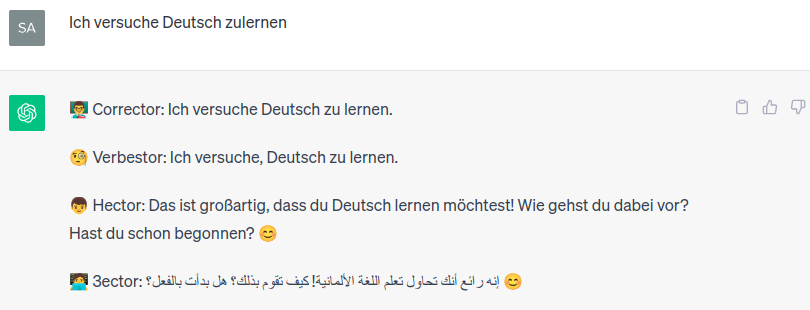 SA
Ich versuche Deutsch zulernen
👨‍🏫 Corrector: Ich versuche Deutsch zu lernen.
🧐 Verbestor: Ich versuche, Deutsch zu lernen.
👦 Hector: Das ist großartig, dass du Deutsch lernen möchtest! Wie gehst du dabei vor?
Hast du schon begonnen? 😊
🧑‍💻 3ector: إنه رائع أنك تحاول تعلم اللغة الألمانية! كيف تقوم بذلك؟ هل بدأت بالفعل؟ 😊